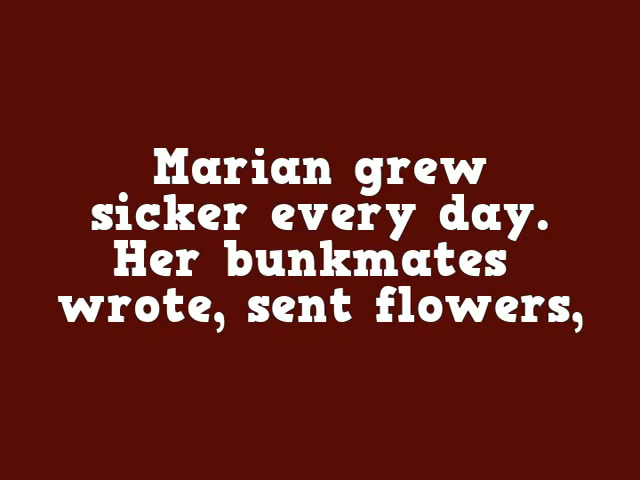 Marian grew
sicker every day.
Her bunkmates
wrote, sent flowers,